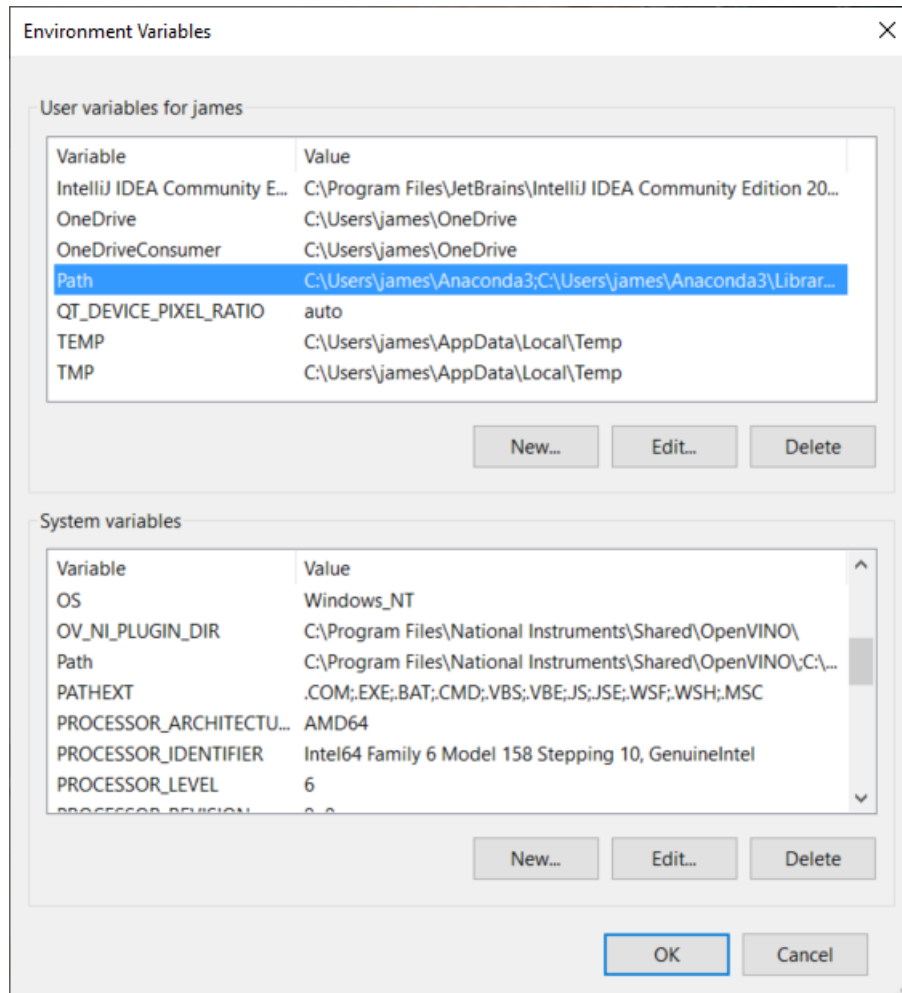 Environment Variables
User variables for james
Variable Value
IntelliJ IDEA Community E... C:\Program Files\JetBrains\IntelliJ IDEA Community Edition 20...
OneDrive C:\Users\james\OneDrive
OneDriveConsumer C:\Users\james\OneDrive
Path C:\Users\james\Anaconda3;C:\Users\james\Anaconda3\Librar...
QT_DEVICE_PIXEL_RATIO auto
TEMP C:\Users\james\AppData\Local\Temp
TMP C:\Users\james\AppData\Local\Temp
New... Edit... Delete
System variables
Variable Value
OS Windows_NT
OV_NI_PLUGIN_DIR C:\Program Files\National Instruments\Shared\OpenVINO\
Path C:\Program Files\National Instruments\Shared\OpenVINO\;C:\...
PATHEXT .COM;.EXE;.BAT;.CMD;.VBS;.VBE;.JS;.JSE;.WSF;.WSH;.MSC
PROCESSOR_ARCHITECTU... AMD64
PROCESSOR_IDENTIFIER Intel64 Family 6 Model 158 Stepping 10, GenuineIntel
PROCESSOR_LEVEL 6
PROCESSOR_REVISION
New... Edit... Delete
OK Cancel